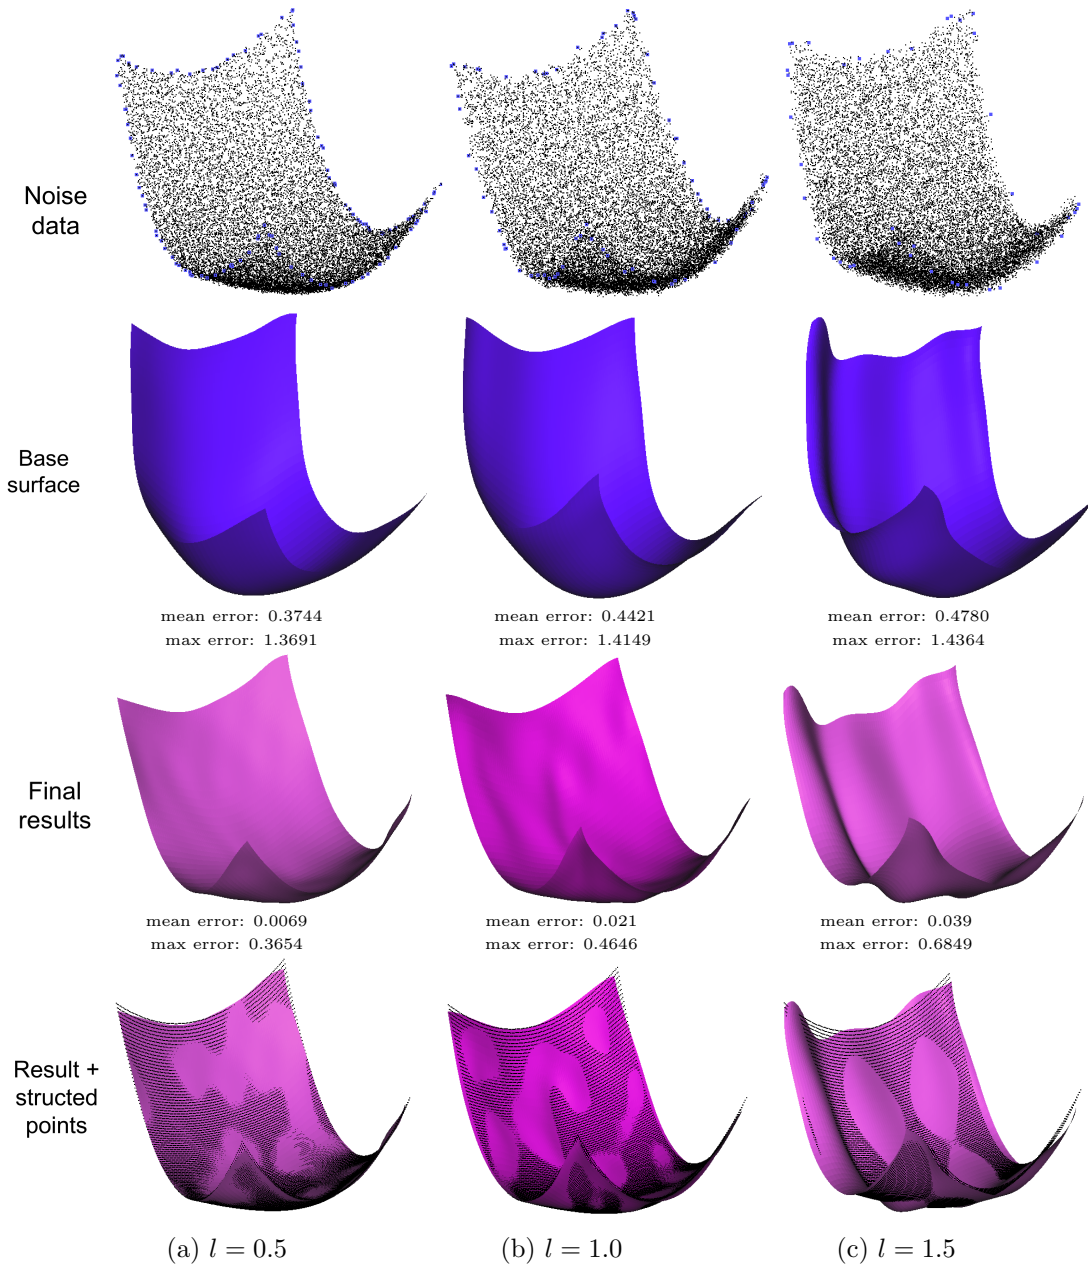 Noise
data
Base
surface
mean error: 0.3744
max error: 1.3691
mean error: 0.4421
max error: 1.4149
mean error: 0.4780
max error: 1.4364
Final
results
mean error: 0.0069
max error: 0.3654
mean error: 0.021
max error: 0.4646
mean error: 0.039
max error: 0.6849
Result +
structed
points
(a) l = 0.5
(b) l = 1.0
(c) l = 1.5